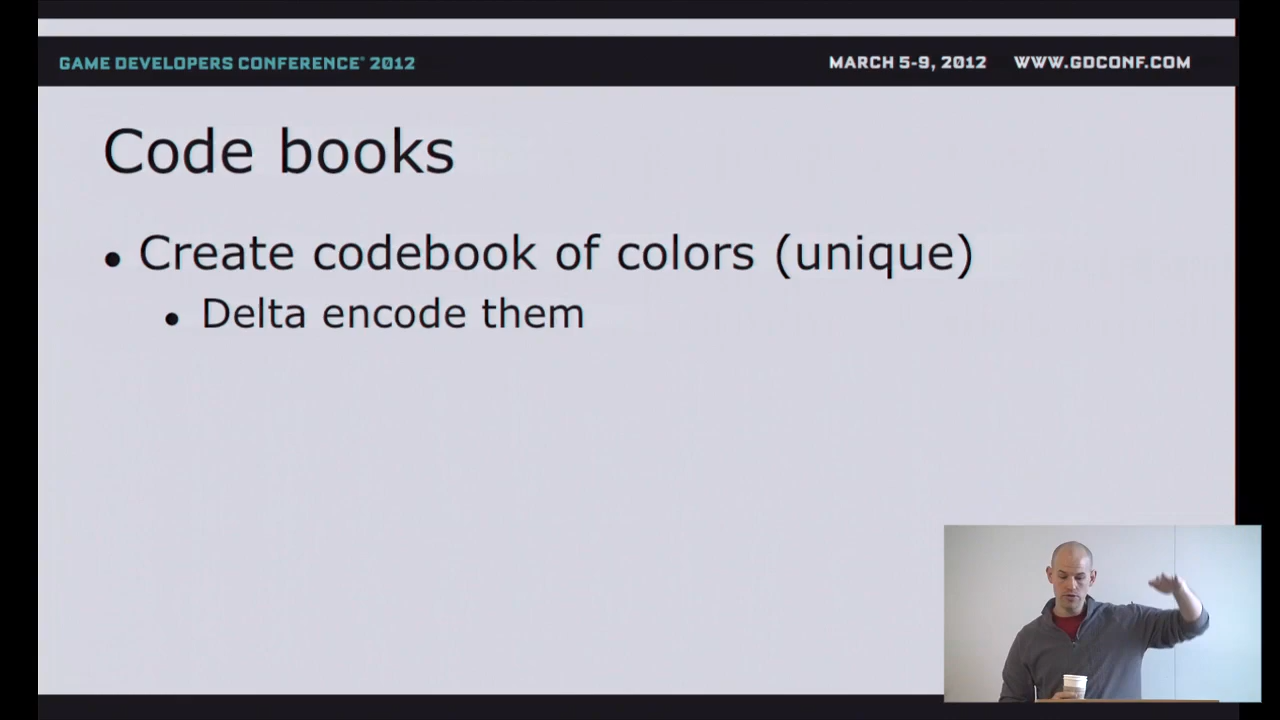 GAME DEVELOPERS CONFERENCE® 2012
MARCH 5-9, 2012 WWW.GDCONF.COM
Code books
• Create codebook of colors (unique)
• Delta encode them